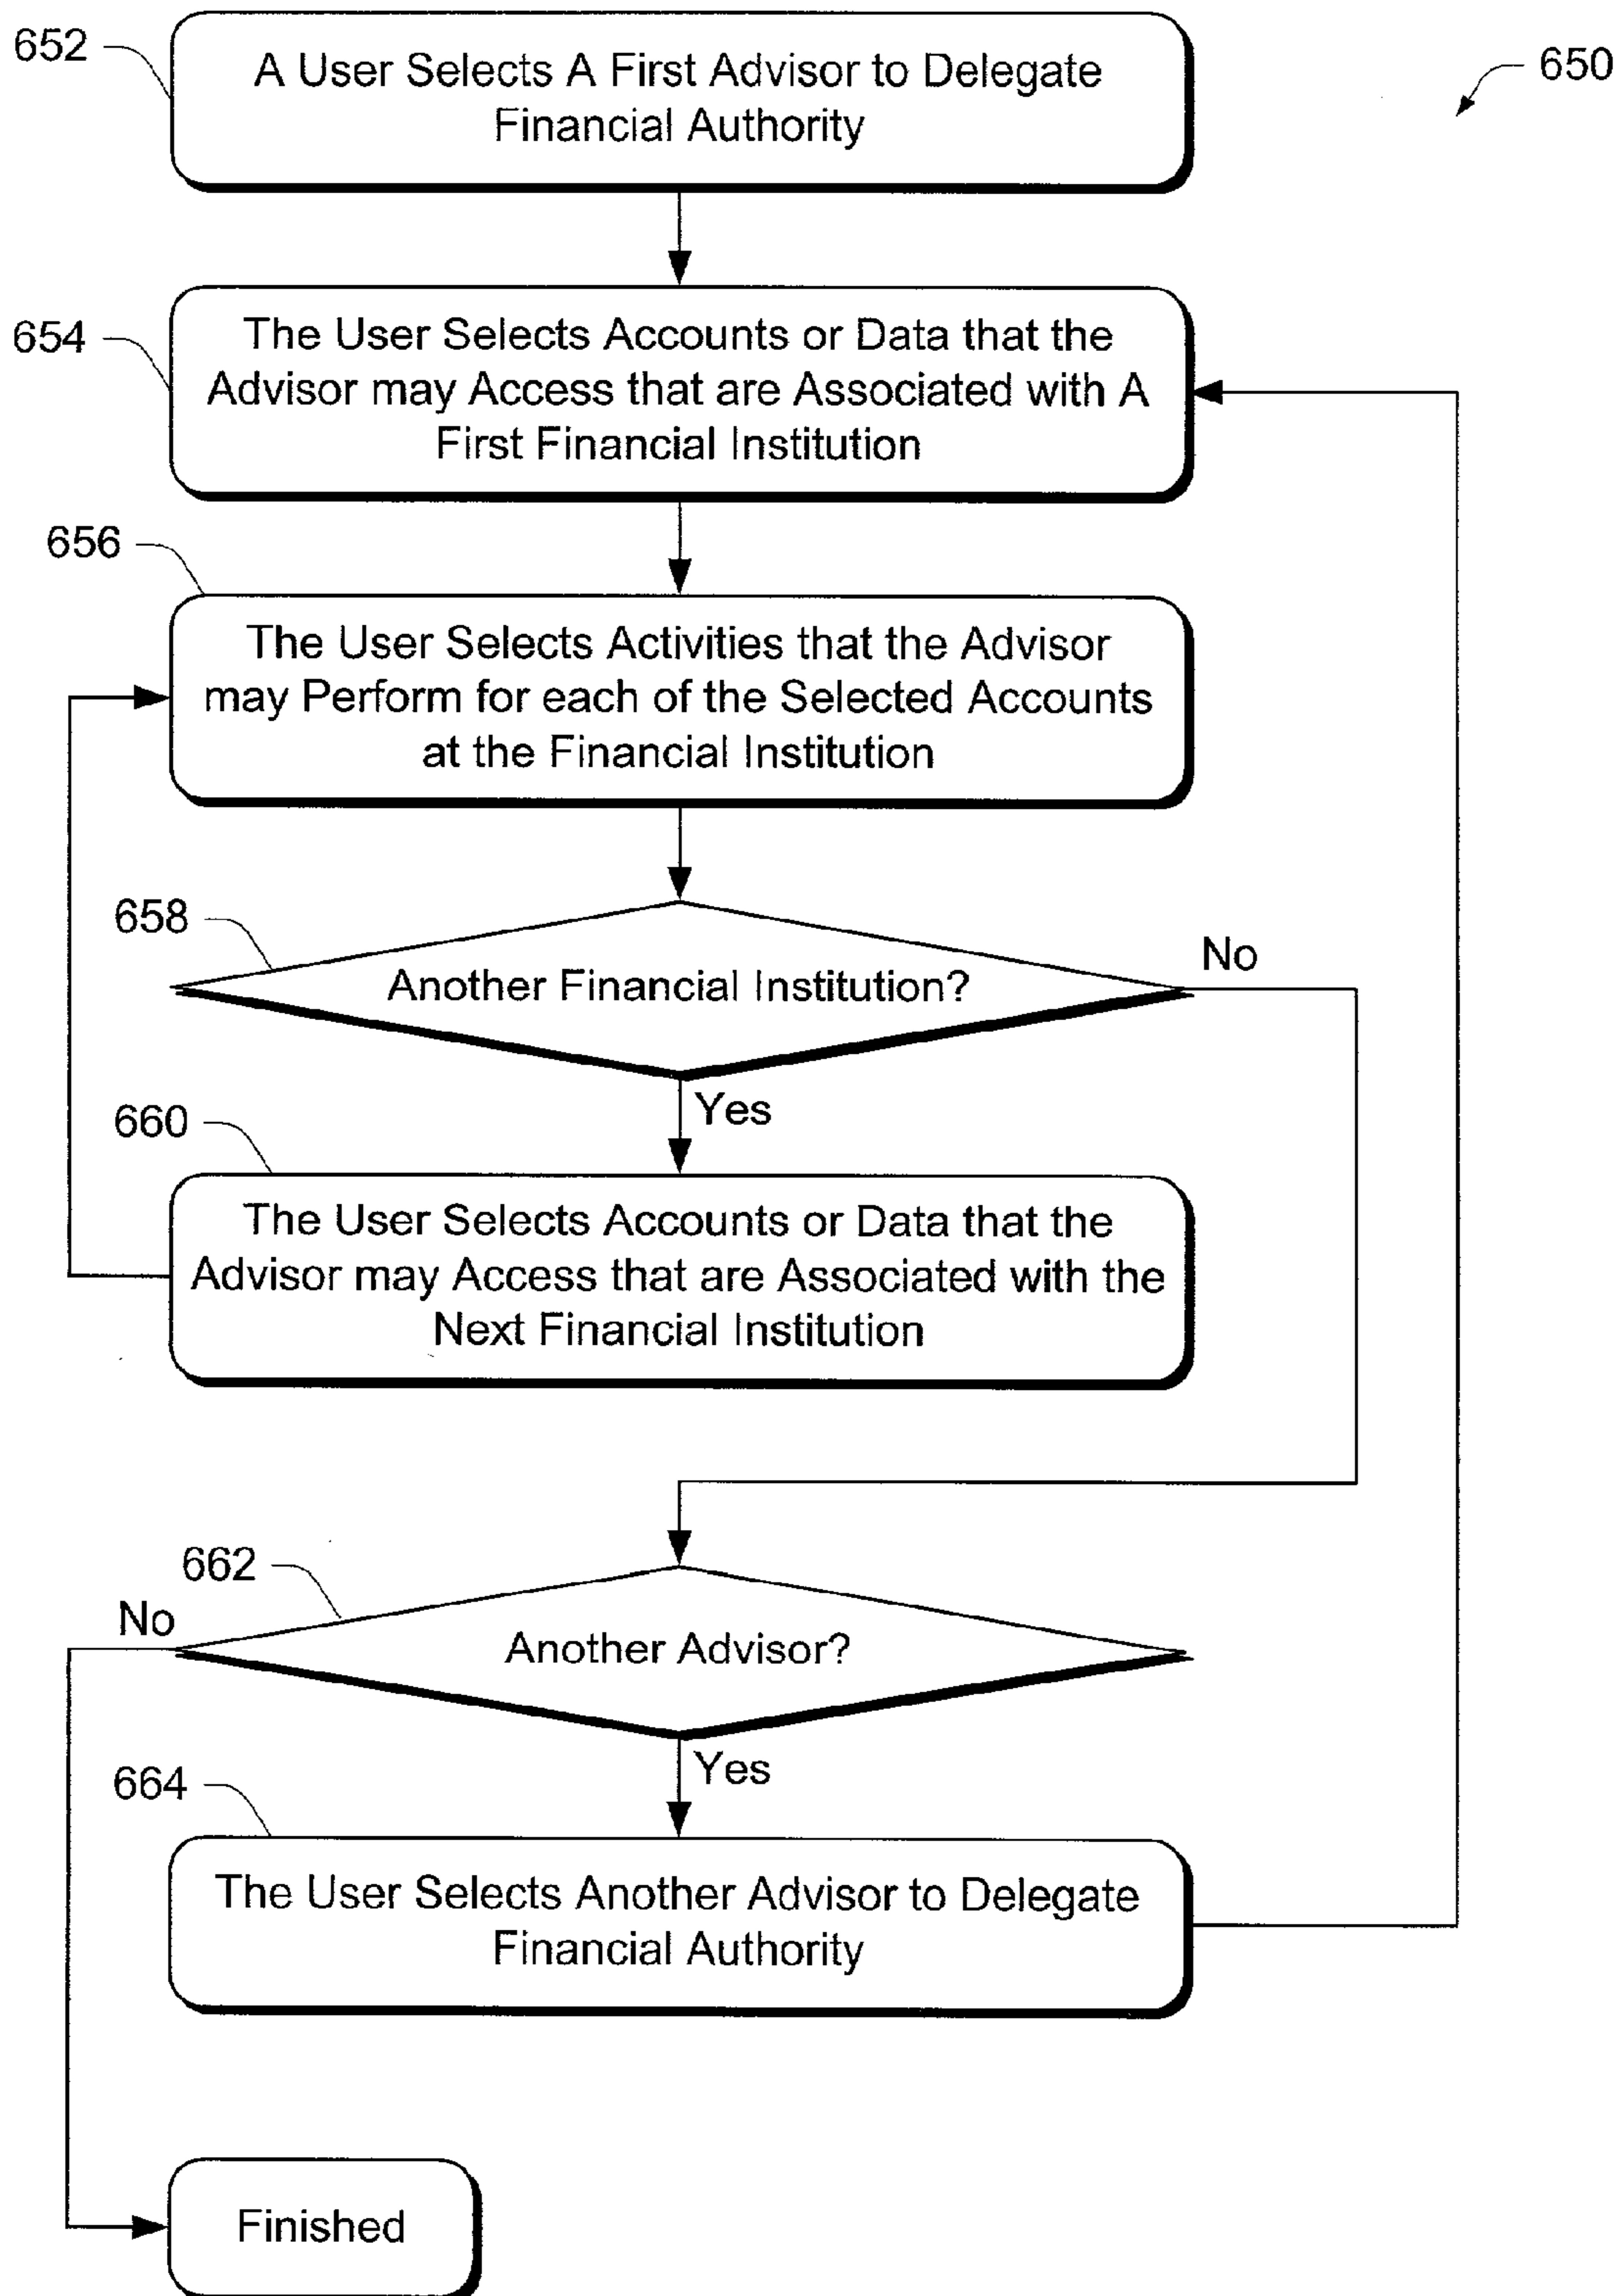 652
A User Selects A First Advisor to Delegate
Financial Authority
650
654
The User Selects Accounts or Data that the
Advisor may Access that are Associated with A
First Financial Institution
656
The User Selects Activities that the Advisor
may Perform for each of the Selected Accounts
at the Financial Institution
658
Another Financial Institution?
No
Yes
660
The User Selects Accounts or Data that the
Advisor may Access that are Associated with the
Next Financial Institution
662
No
Another Advisor?
Yes
664
The User Selects Another Advisor to Delegate
Financial Authority
Finished